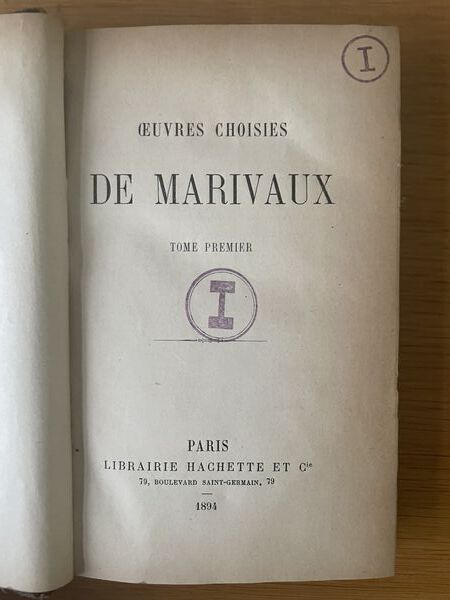 I
ŒUVRES CHOISIES
DE MARIVAUX
TOME PREMIER
I
PARIS
LIBRAIRIE HACHETTE ET Cie
79, BOULEVARD SAINT-GERMAIN, 79
1894